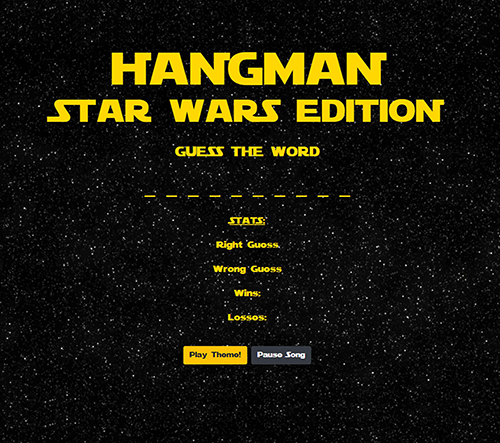 HANGMAN
STAR WARS EDITION
GUESS THE WORD
_ _ _ _ _ _ _ _ _ _
STATS:
Right Guess:
Wrong Guess
Wins:
Losses:
Play Theme! Pause Song